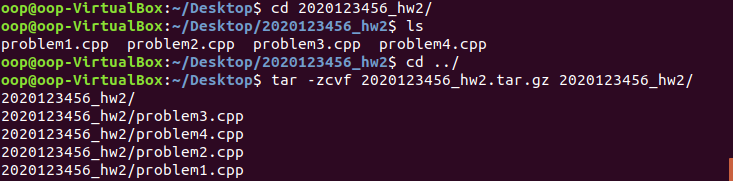 oop@oop-VirtualBox:~/Desktop$ cd 2020123456_hw2/
oop@oop-VirtualBox:~/Desktop/2020123456_hw2$ ls
problem1.cpp  problem2.cpp  problem3.cpp  problem4.cpp
oop@oop-VirtualBox:~/Desktop/2020123456_hw2$ cd ../
oop@oop-VirtualBox:~/Desktop$ tar -zcvf 2020123456_hw2.tar.gz 2020123456_hw2/
2020123456_hw2/
2020123456_hw2/problem3.cpp
2020123456_hw2/problem4.cpp
2020123456_hw2/problem2.cpp
2020123456_hw2/problem1.cpp